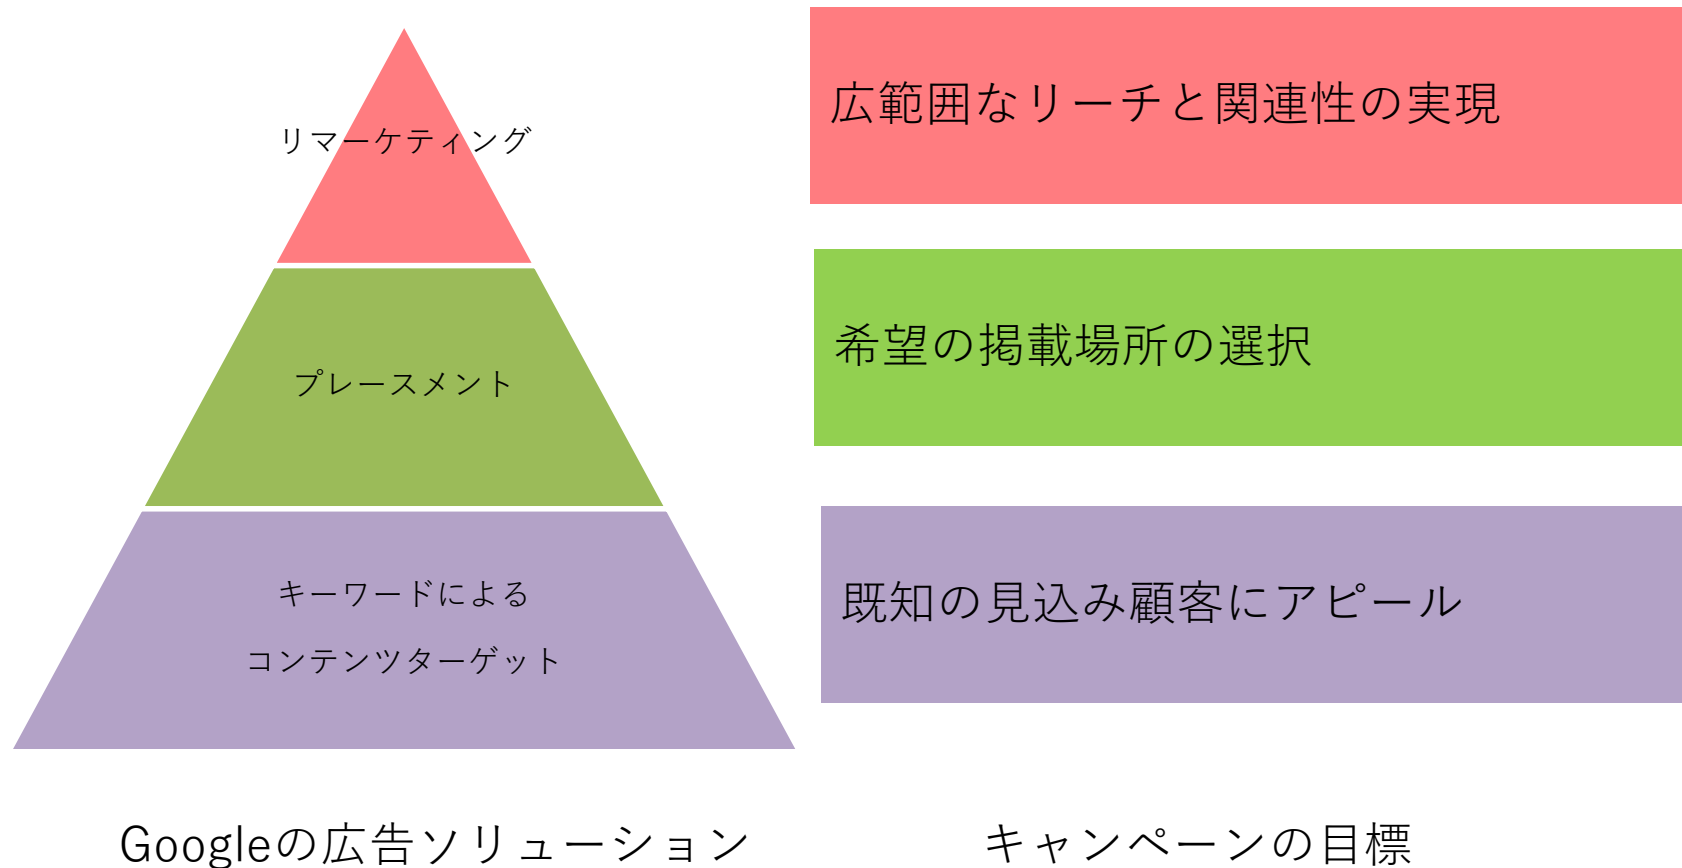 リマーケティング
広範囲なリーチと関連性の実現
プレースメント
希望の掲載場所の選択
キーワードによる
コンテンツターゲット
既知の見込み顧客にアピール
Googleの広告ソリューション
キャンペーンの目標